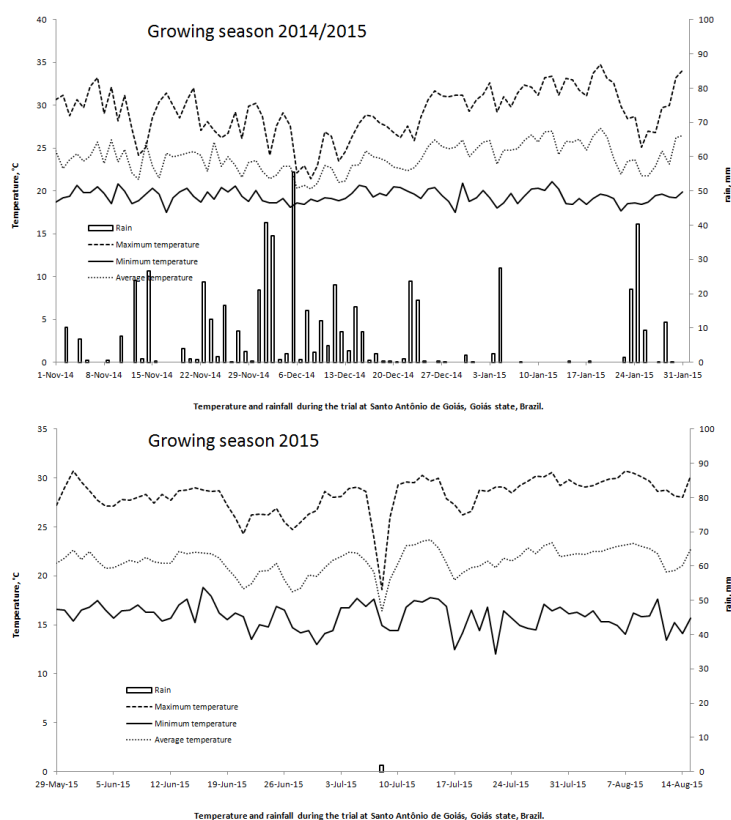 Growing season 2014/2015
40
35
30
25
20
15
10
5
0
Temperature, °C
100
90
80
70
60
50
40
30
20
10
0
rain, mm
Rain
Maximum temperature
Minimum temperature
Average temperature
1-Nov-14 8-Nov-14 15-Nov-14 22-Nov-14 29-Nov-14 6-Dec-14 13-Dec-14 20-Dec-14 27-Dec-14 3-Jan-15 10-Jan-15 17-Jan-15 24-Jan-15 31-Jan-15
Temperature and rainfall during the trial at Santo Antônio de Goiás, Goiás state, Brazil.
Growing season 2015
35
30
25
20
15
10
5
0
Temperature, °C
100
90
80
70
60
50
40
30
20
10
0
rain, mm
Rain
Maximum temperature
Minimum temperature
Average temperature
29-May-15 5-Jun-15 12-Jun-15 19-Jun-15 26-Jun-15 3-Jul-15 10-Jul-15 17-Jul-15 24-Jul-15 31-Jul-15 7-Aug-15 14-Aug-15
Temperature and rainfall during the trial at Santo Antônio de Goiás, Goiás state, Brazil.